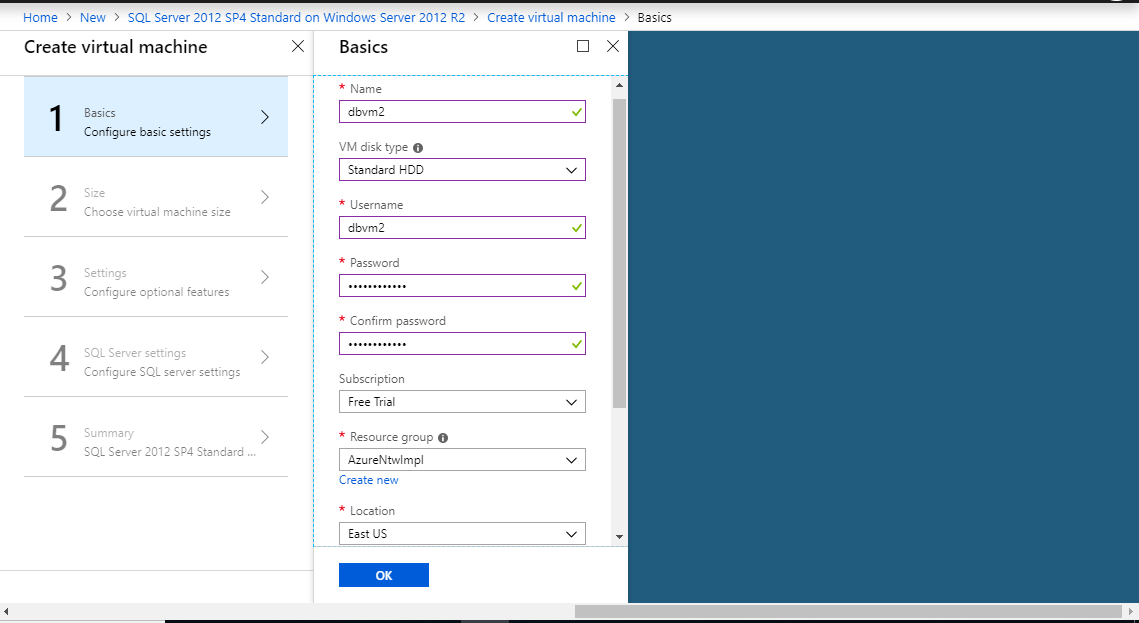 Home > New > SQL Server 2012 SP4 Standard on Windows Server 2012 R2 > Create virtual machine > Basics
Create virtual machine
1
Basics
Configure basic settings
2
Size
Choose virtual machine size
3
Settings
Configure optional features
4
SQL Server settings
Configure SQL server settings
5
Summary
SQL Server 2012 SP4 Standard ...
Basics
* Name
dbvm2
VM disk type
Standard HDD
* Username
dbvm2
* Password
••••••••••••
* Confirm password
••••••••••••
Subscription
Free Trial
* Resource group
AzureNtwImpl
Create new
* Location
East US
OK